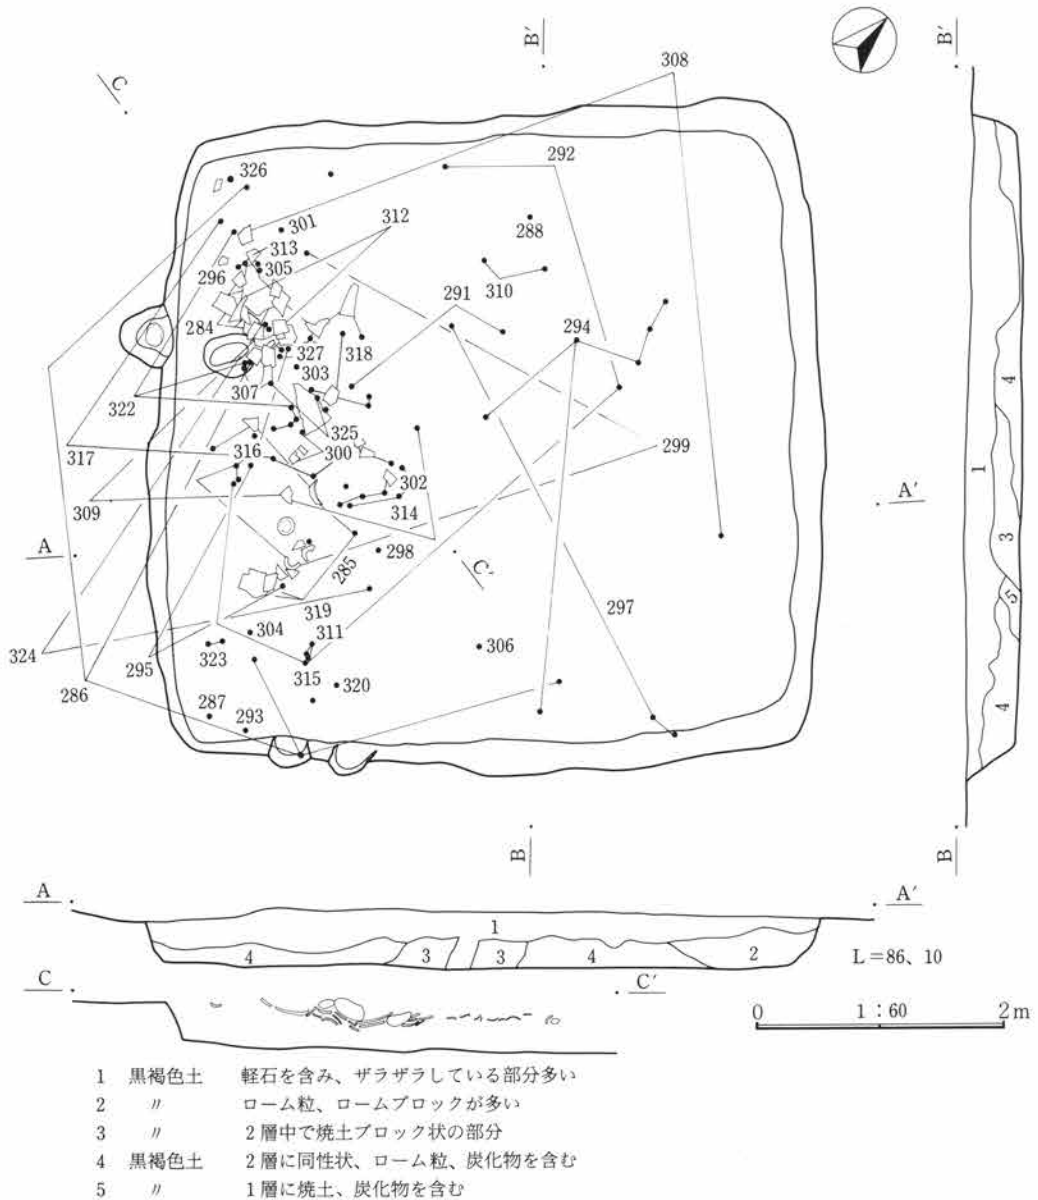 B′
B′
308
C
326
292
301
312
288
313
296
305
310
291
294
284
327
318
303
307
322
325
299
317
316
300
302
309
314
A′
A
298
C′
285
319
297
304
311
306
324
323
295
315
286
320
287
293
1
4
3
5
4
B
B
A
A′
1
4
3
3
4
2
L＝86、10
C
C′
0 1：60 2m
1 黒褐色土 軽石を含み、ザラザラしている部分多い
2 〃 ローム粒、ロームブロックが多い
3 〃 2層中で焼土ブロック状の部分
4 黒褐色土 2層に同性状、ローム粒、炭化物を含む
5 〃 1層に焼土、炭化物を含む